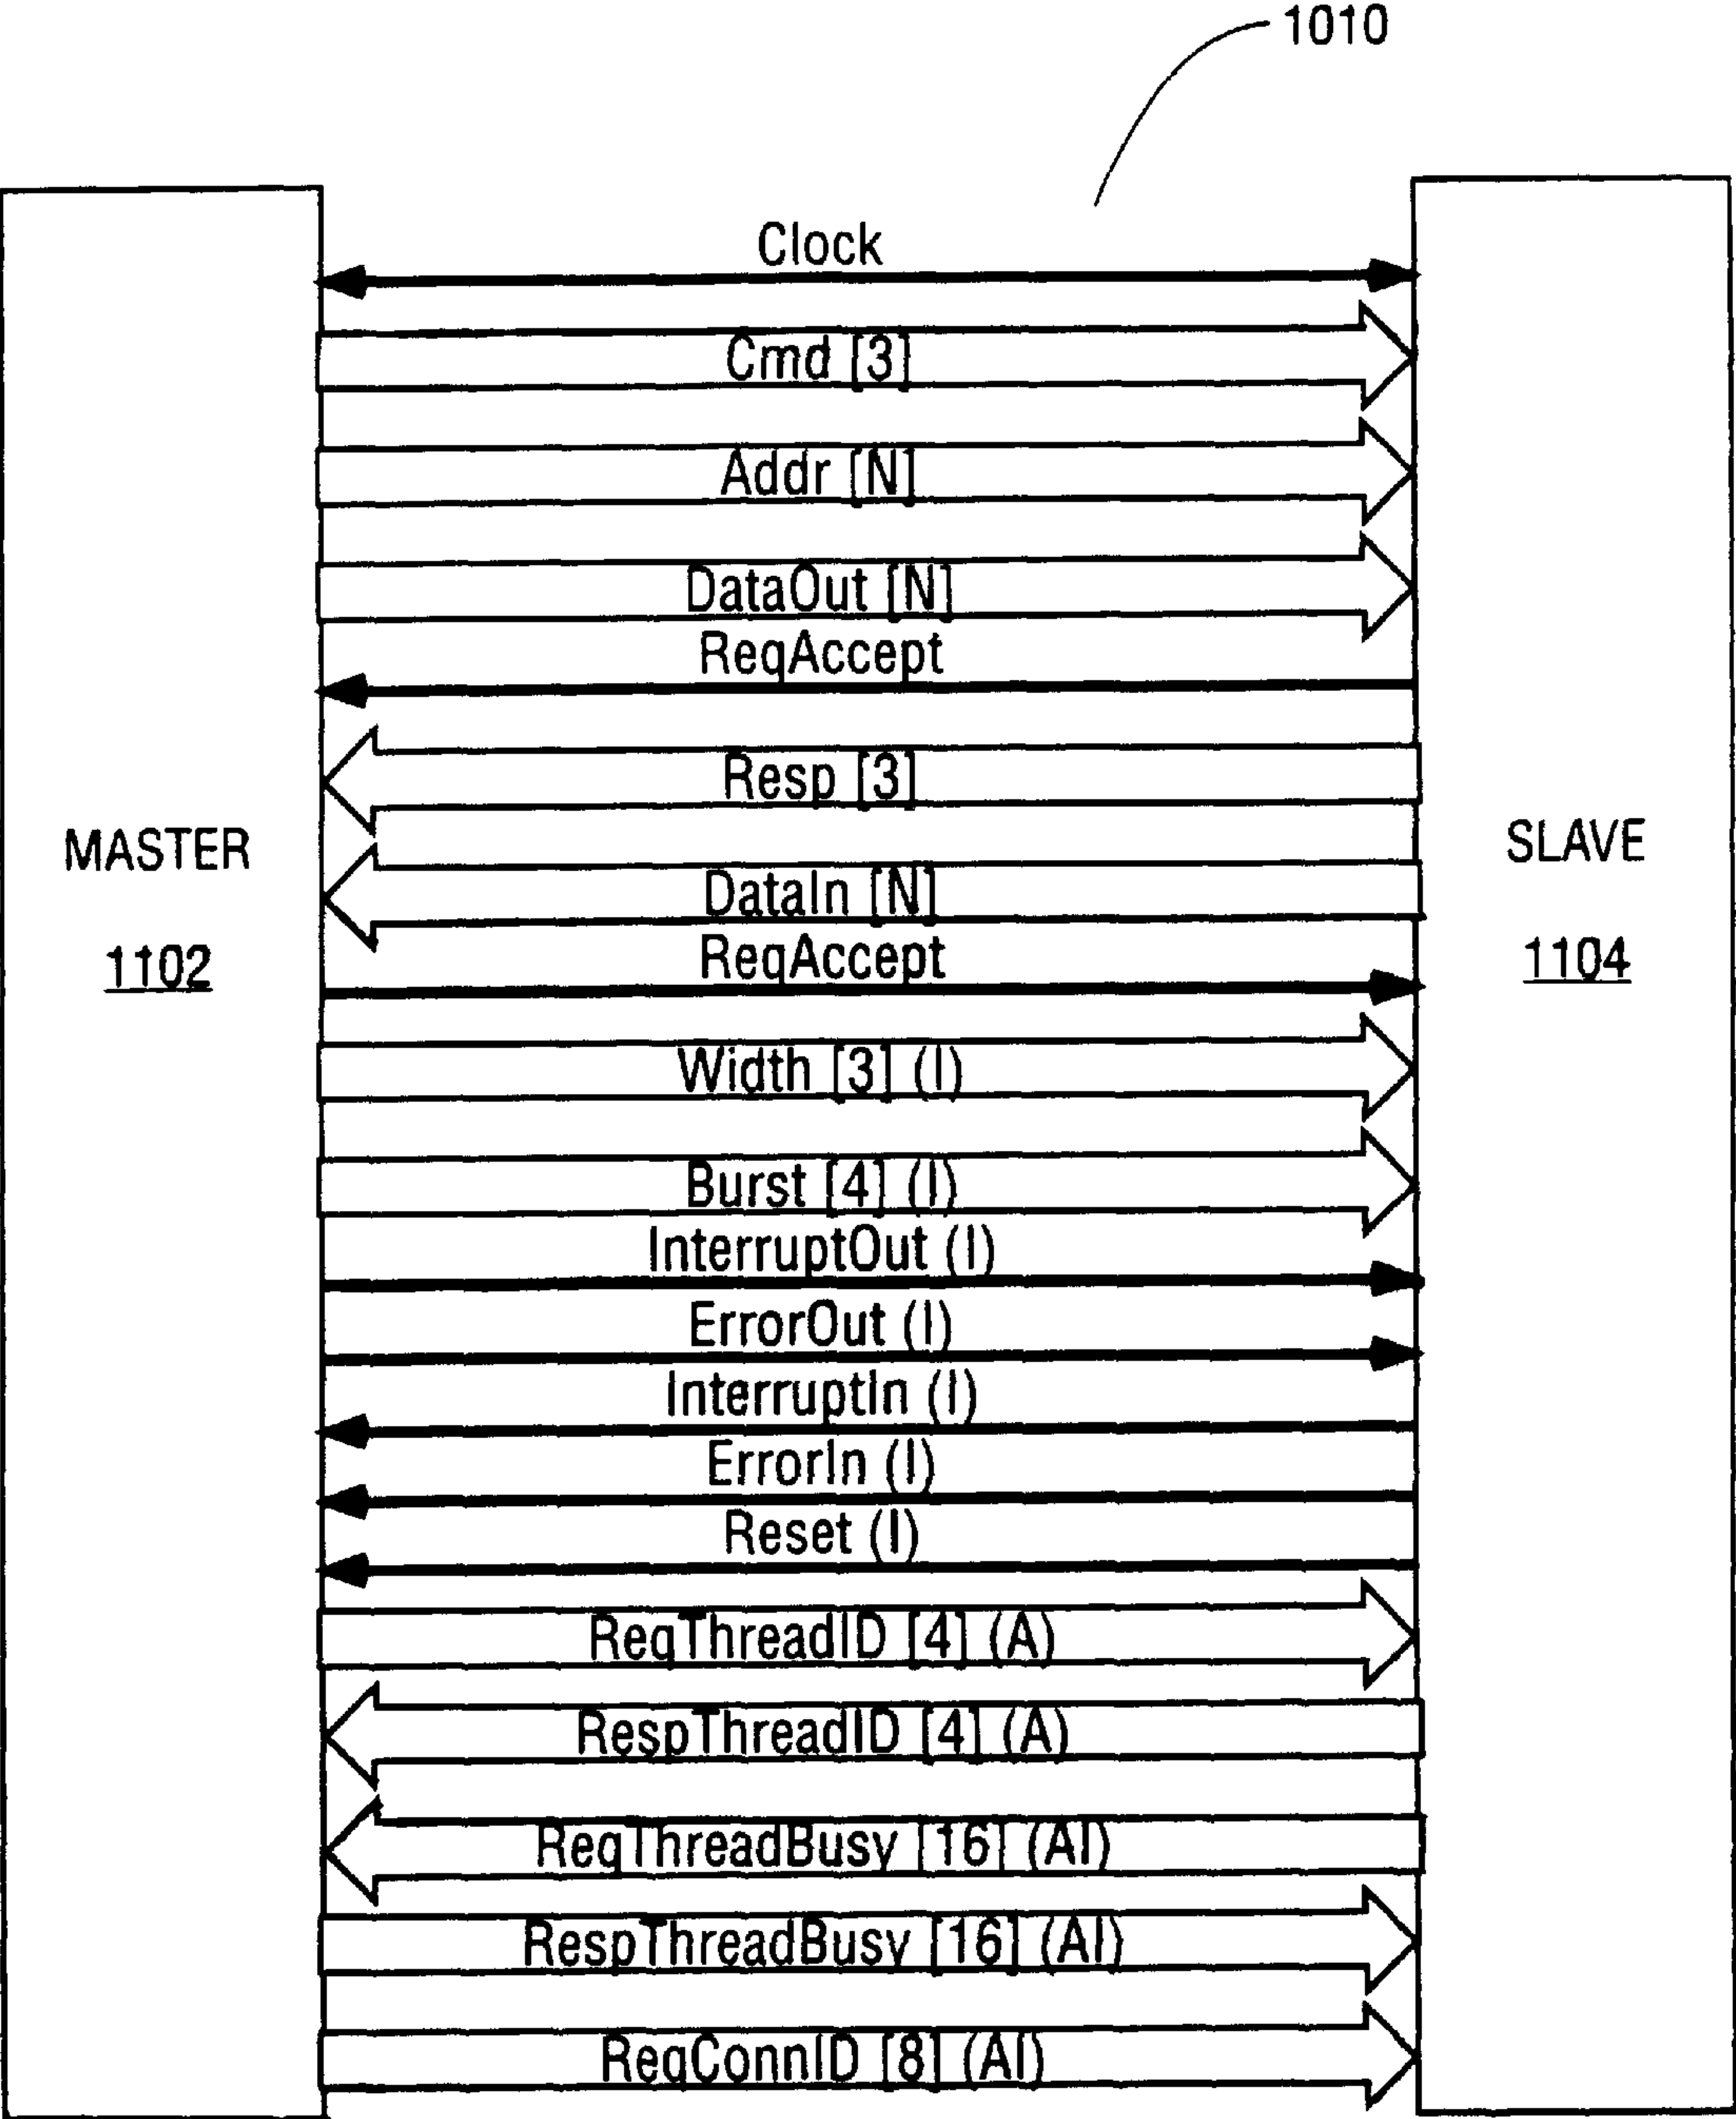 1010
Clock
Cmd [3]
Addr [N]
DataOut [N]
ReqAccept
Resp [3]
MASTER
SLAVE
DataIn [N]
1102
ReqAccept
1104
Width [3] (I)
Burst [4] (I)
InterruptOut (I)
ErrorOut (I)
InterruptIn (I)
ErrorIn (I)
Reset (I)
ReqThreadID [4] (A)
RespThreadID [4] (A)
ReqThreadBusy [16] (AI)
RespThreadBusy [16] (AI)
ReqConnID [8] (AI)